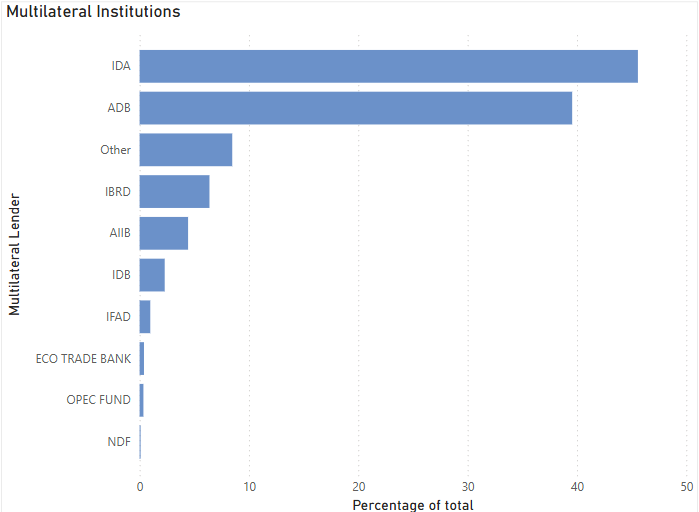 Multilateral Institutions
Multilateral Lender
IDA
ADB
Other
IBRD
AIIB
IDB
IFAD
ECO TRADE BANK
OPEC FUND
NDF
0 10 20 30 40 50
Percentage of total